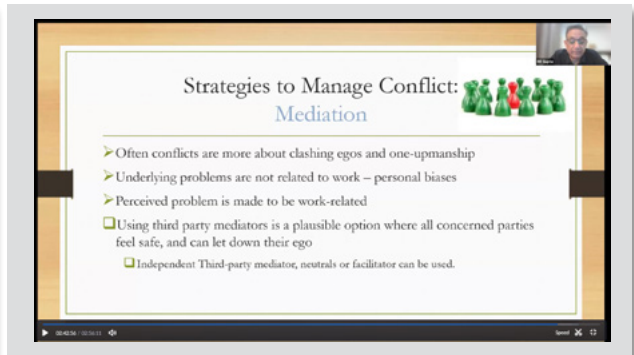 Strategies to Manage Conflict:
Mediation
Often conflicts are more about clashing egos and one-upmanship
Underlying problems are not related to work – personal biases
Perceived problem is made to be work-related
Using third party mediators is a plausible option where all concerned parties
feel safe, and can let down their ego
Independent Third-party mediator, neutrals or facilitator can be used.
Speed